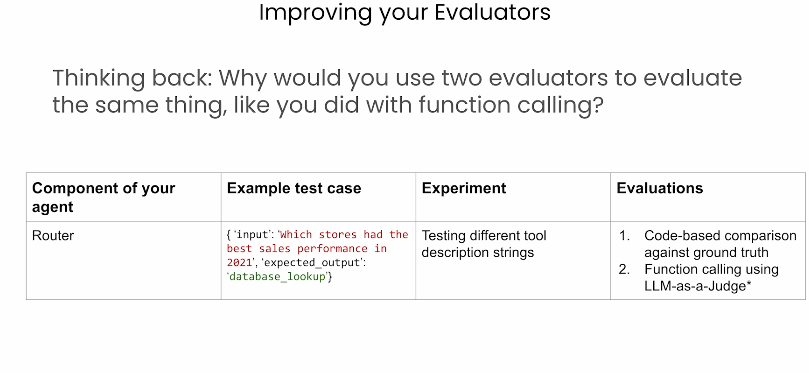 Improving your Evaluators
Thinking back: Why would you use two evaluators to evaluate
the same thing, like you did with function calling?
Component of your
agent
Example test case
Experiment
Evaluations
Router
{ 'input': 'Which stores had the
best sales performance in
2021', 'expected_output':
'database_lookup'}
Testing different tool
description strings
1. Code-based comparison
against ground truth
2. Function calling using
LLM-as-a-Judge*